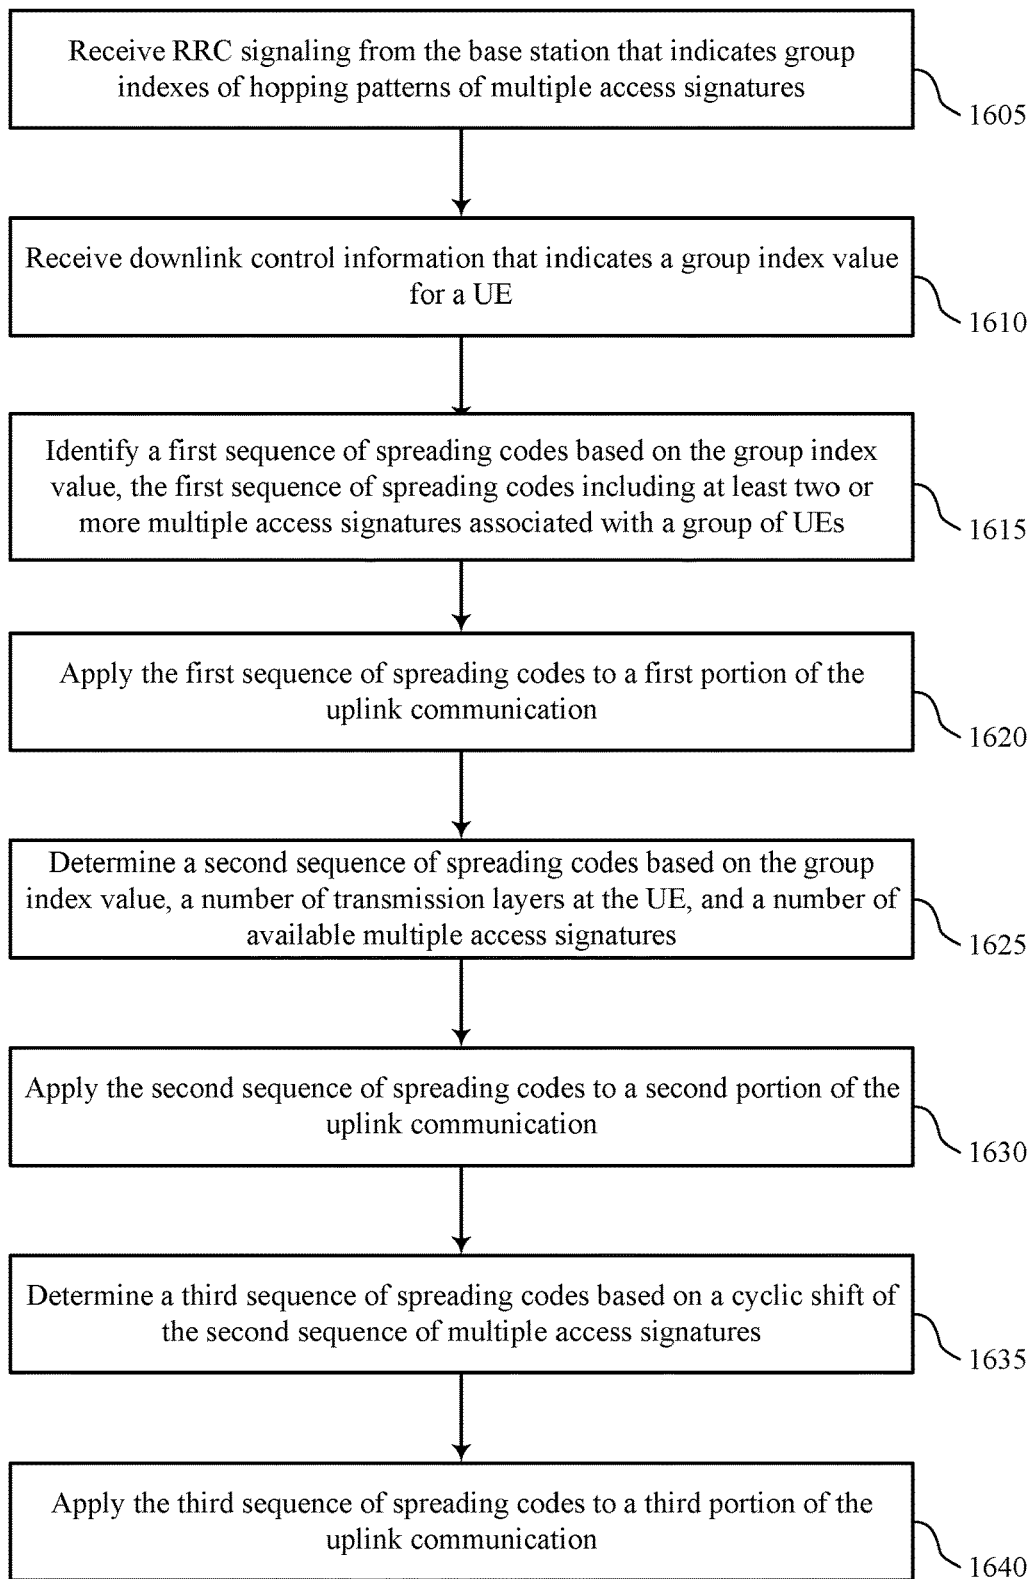 Receive RRC signaling from the base station that indicates group
indexes of hopping patterns of multiple access signatures
1605
Receive downlink control information that indicates a group index value
for a UE
1610
Identify a first sequence of spreading codes based on the group index
value, the first sequence of spreading codes including at least two or
more multiple access signatures associated with a group of UEs
1615
Apply the first sequence of spreading codes to a first portion of the
uplink communication
1620
Determine a second sequence of spreading codes based on the group
index value, a number of transmission layers at the UE, and a number of
available multiple access signatures
1625
Apply the second sequence of spreading codes to a second portion of the
uplink communication
1630
Determine a third sequence of spreading codes based on a cyclic shift of
the second sequence of multiple access signatures
1635
Apply the third sequence of spreading codes to a third portion of the
uplink communication
1640